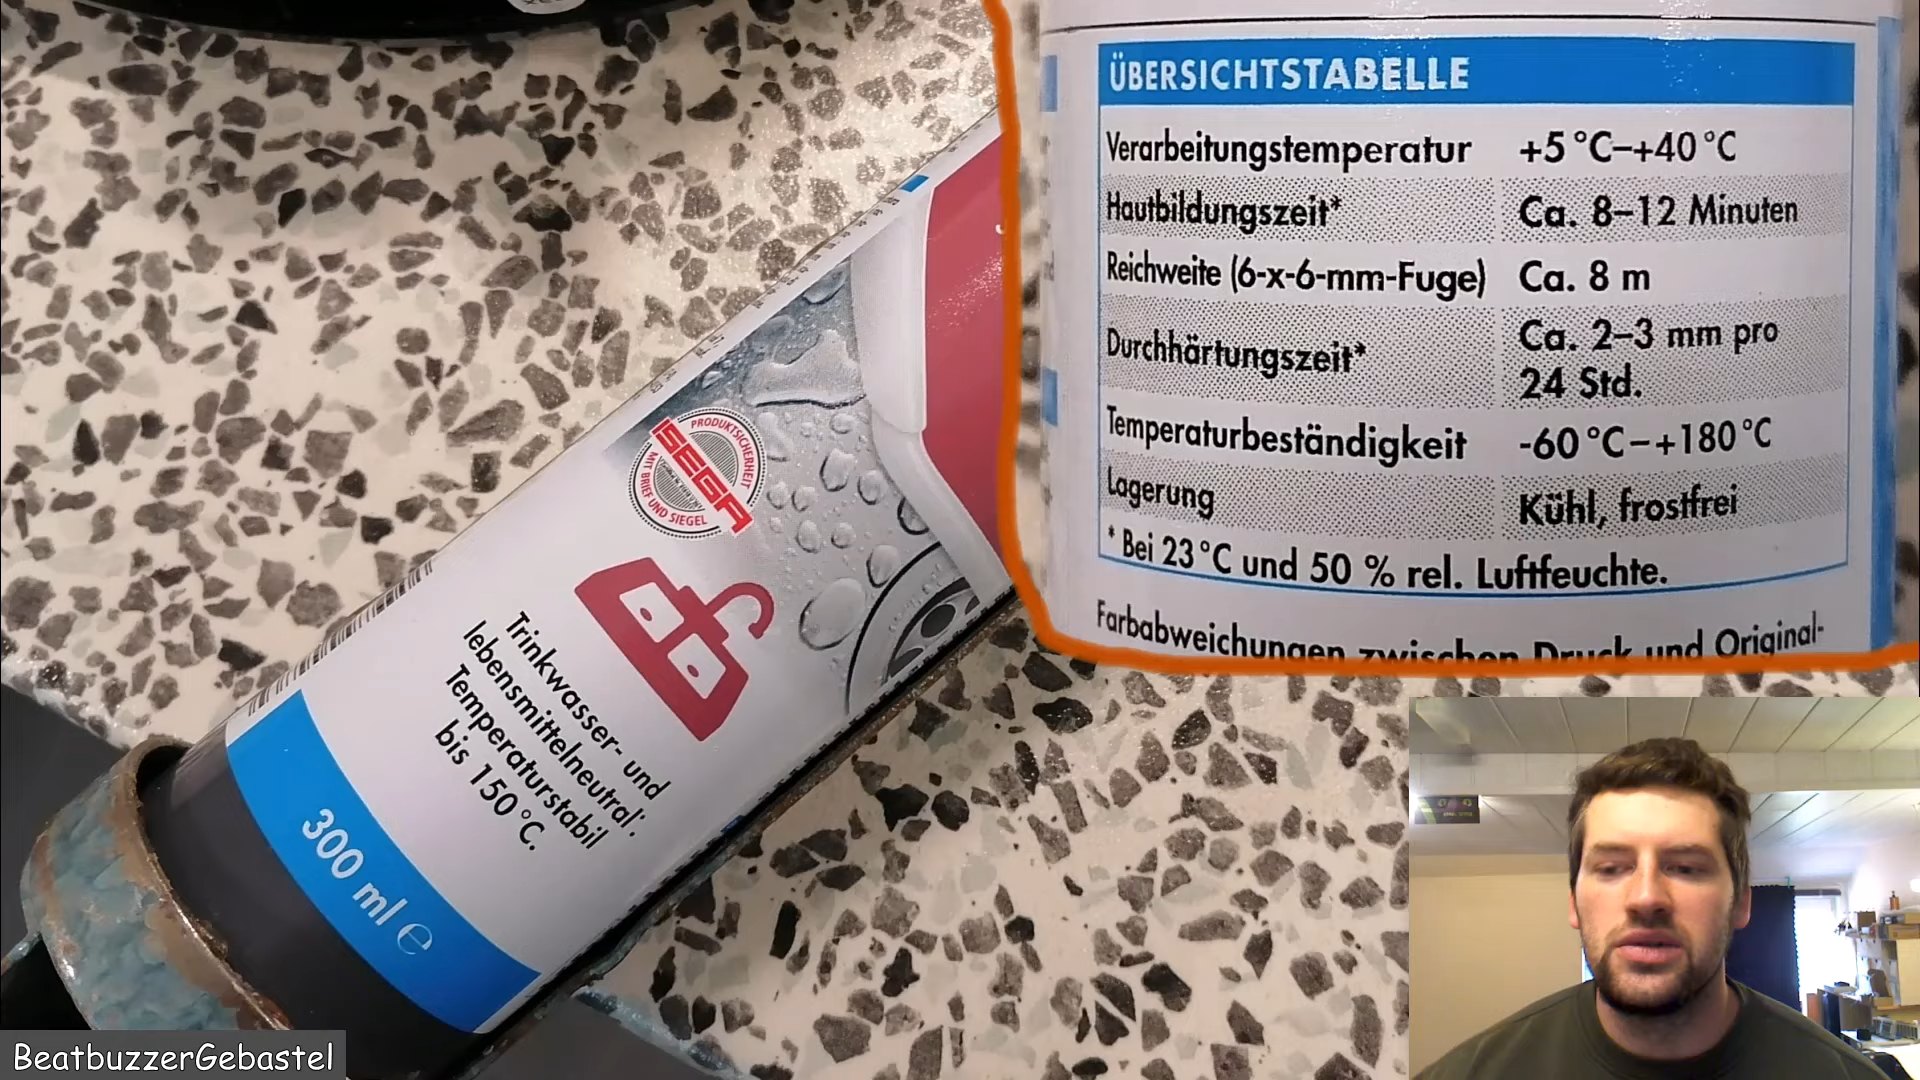 ÜBERSICHTSTABELLE
Verarbeitungstemperatur +5 °C–+40 °C
Hautbildungszeit* Ca. 8–12 Minuten
Reichweite (6-x-6-mm-Fuge) Ca. 8 m
Durchhärtungszeit* Ca. 2–3 mm pro
24 Std.
Temperaturbeständigkeit -60 °C–+180 °C
Lagerung Kühl, frostfrei
* Bei 23 °C und 50 % rel. Luftfeuchte.
Farbabweichungen zwischen Druck und Original-
PRODUKTSICHERHEIT
ISEGA
MIT BRIEF UND SIEGEL
Trinkwasser- und
lebensmittelneutral.
Temperaturstabil
bis 150 °C.
300 ml e
BeatbuzzerGebastel